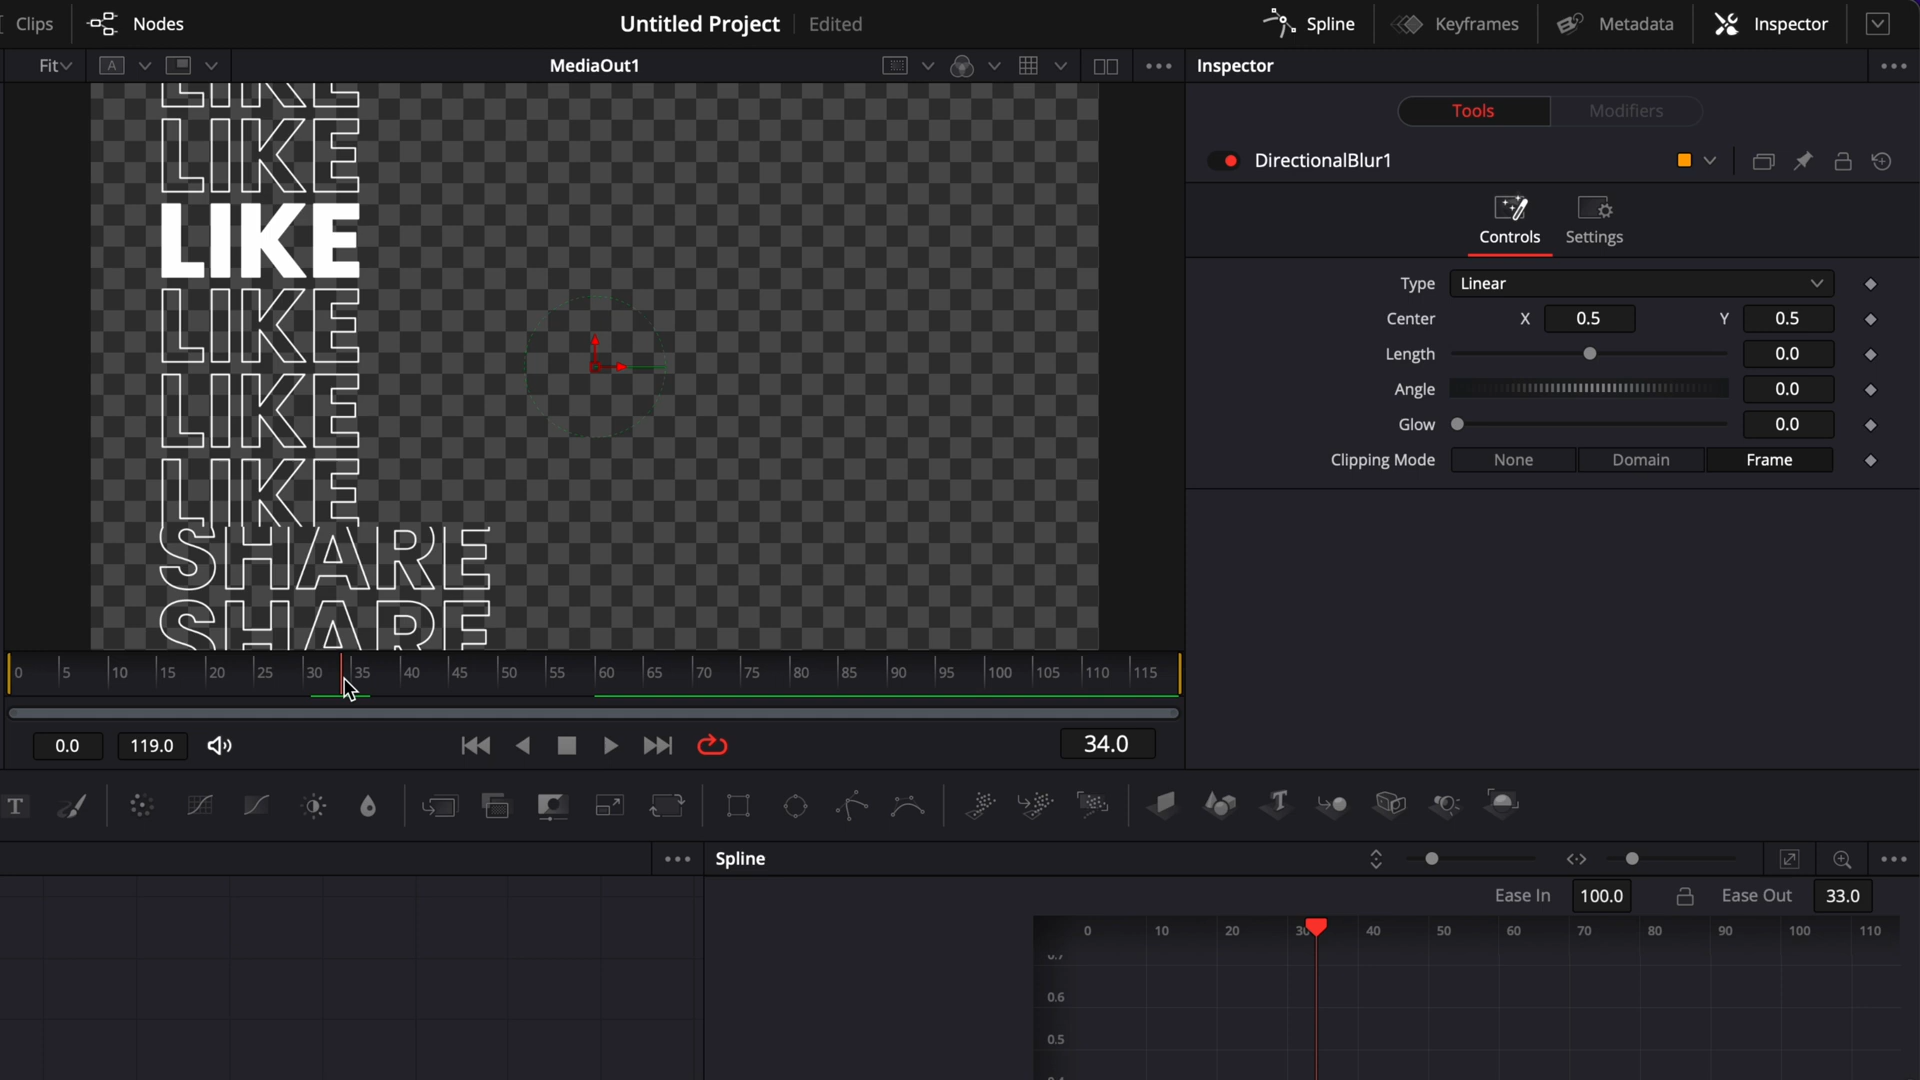 Clips Nodes Untitled Project Edited Spline Keyframes Metadata Inspector
Fit A MediaOut1 Inspector
Tools Modifiers
DirectionalBlur1
Controls Settings
Type Linear
Center X 0.5 Y 0.5
Length 0.0
Angle 0.0
Glow 0.0
Clipping Mode None Domain Frame
LIKE
LIKE
LIKE
LIKE
LIKE
LIKE
SHARE
SHARE
0 5 10 15 20 25 30 35 40 45 50 55 60 65 70 75 80 85 90 95 100 105 110 115
0.0 119.0 34.0
T T
Spline
Ease In 100.0 Ease Out 33.0
0 10 20 30 40 50 60 70 80 90 100 110
0.7
0.6
0.5